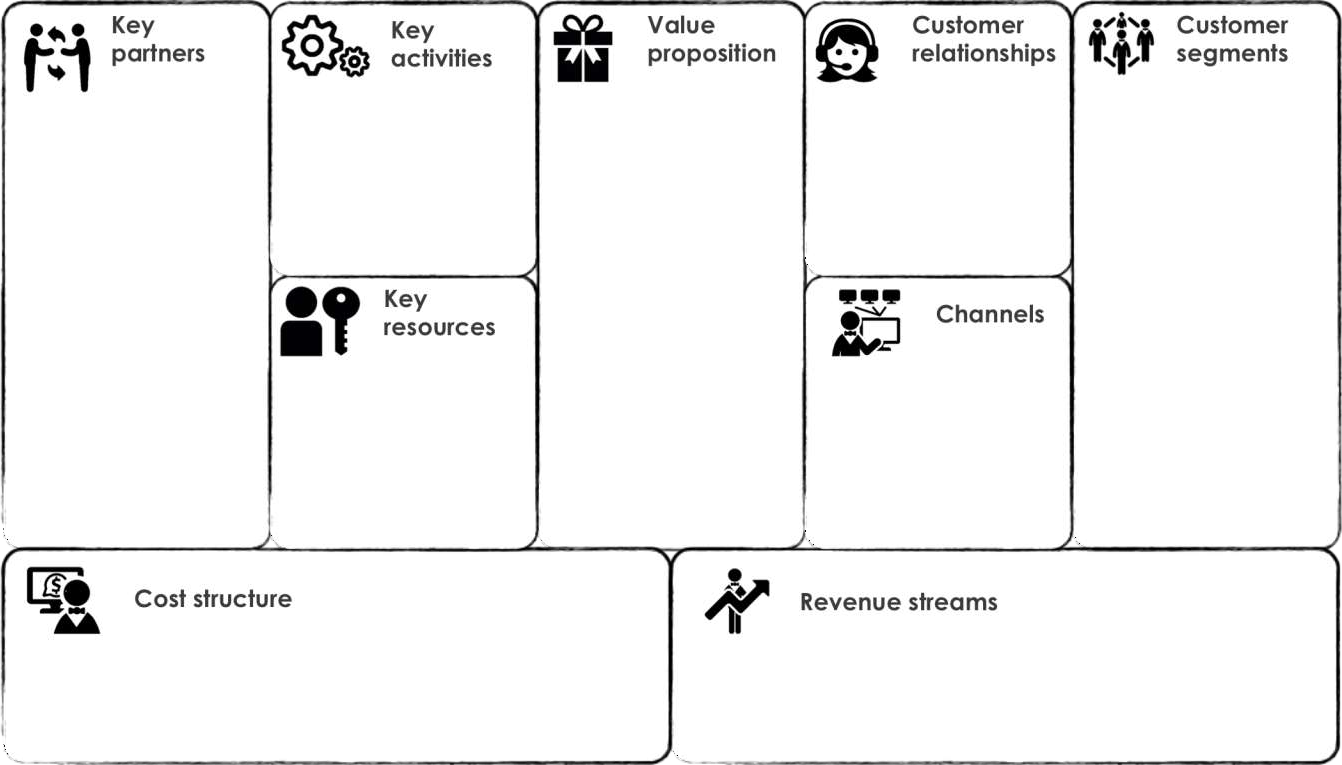 Key
partners
Key
activities
Value
proposition
Customer
relationships
Customer
segments
Key
resources
Channels
Cost structure
Revenue streams